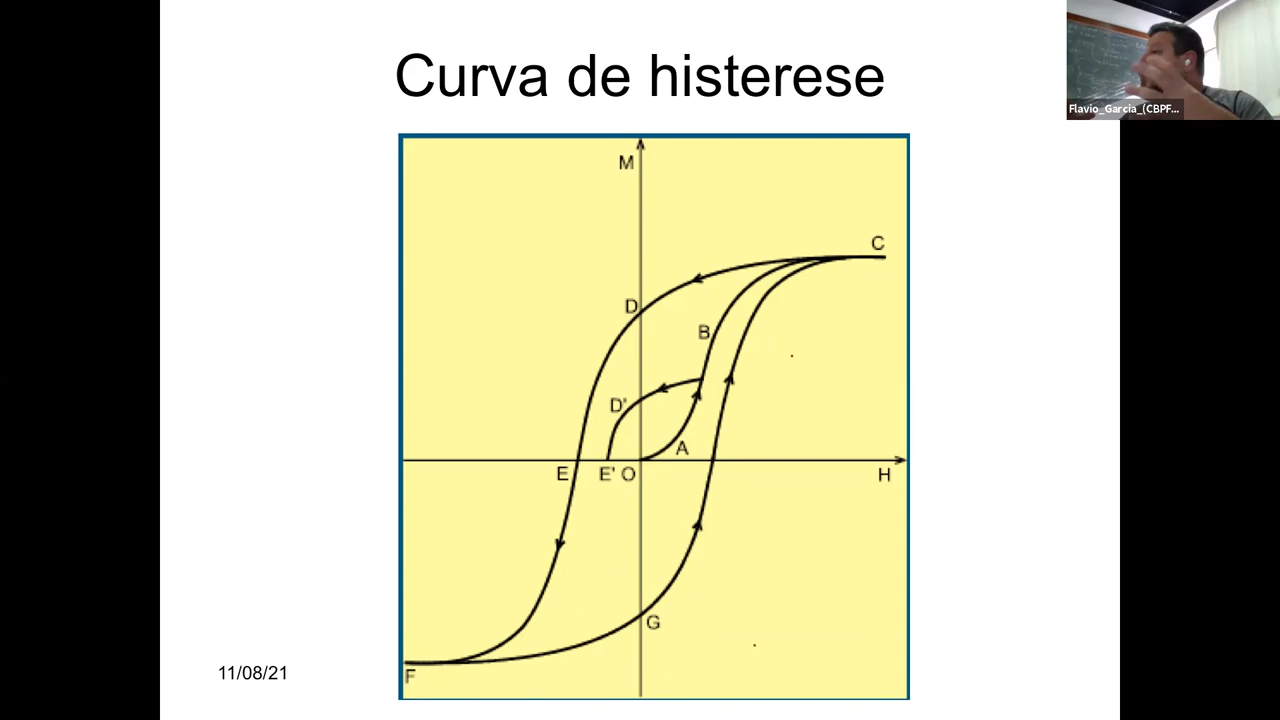 Curva de histerese
Flavio_Garcia_(CBPF...
M
C
D
B
D'
A
E E' O H
G
F
11/08/21